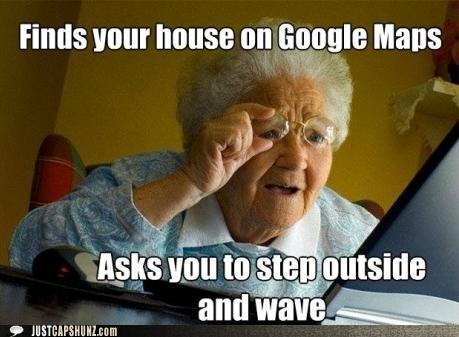 Finds your house on Google Maps
Asks you to step outside
and wave
JUSTCAPSHUNZ.com